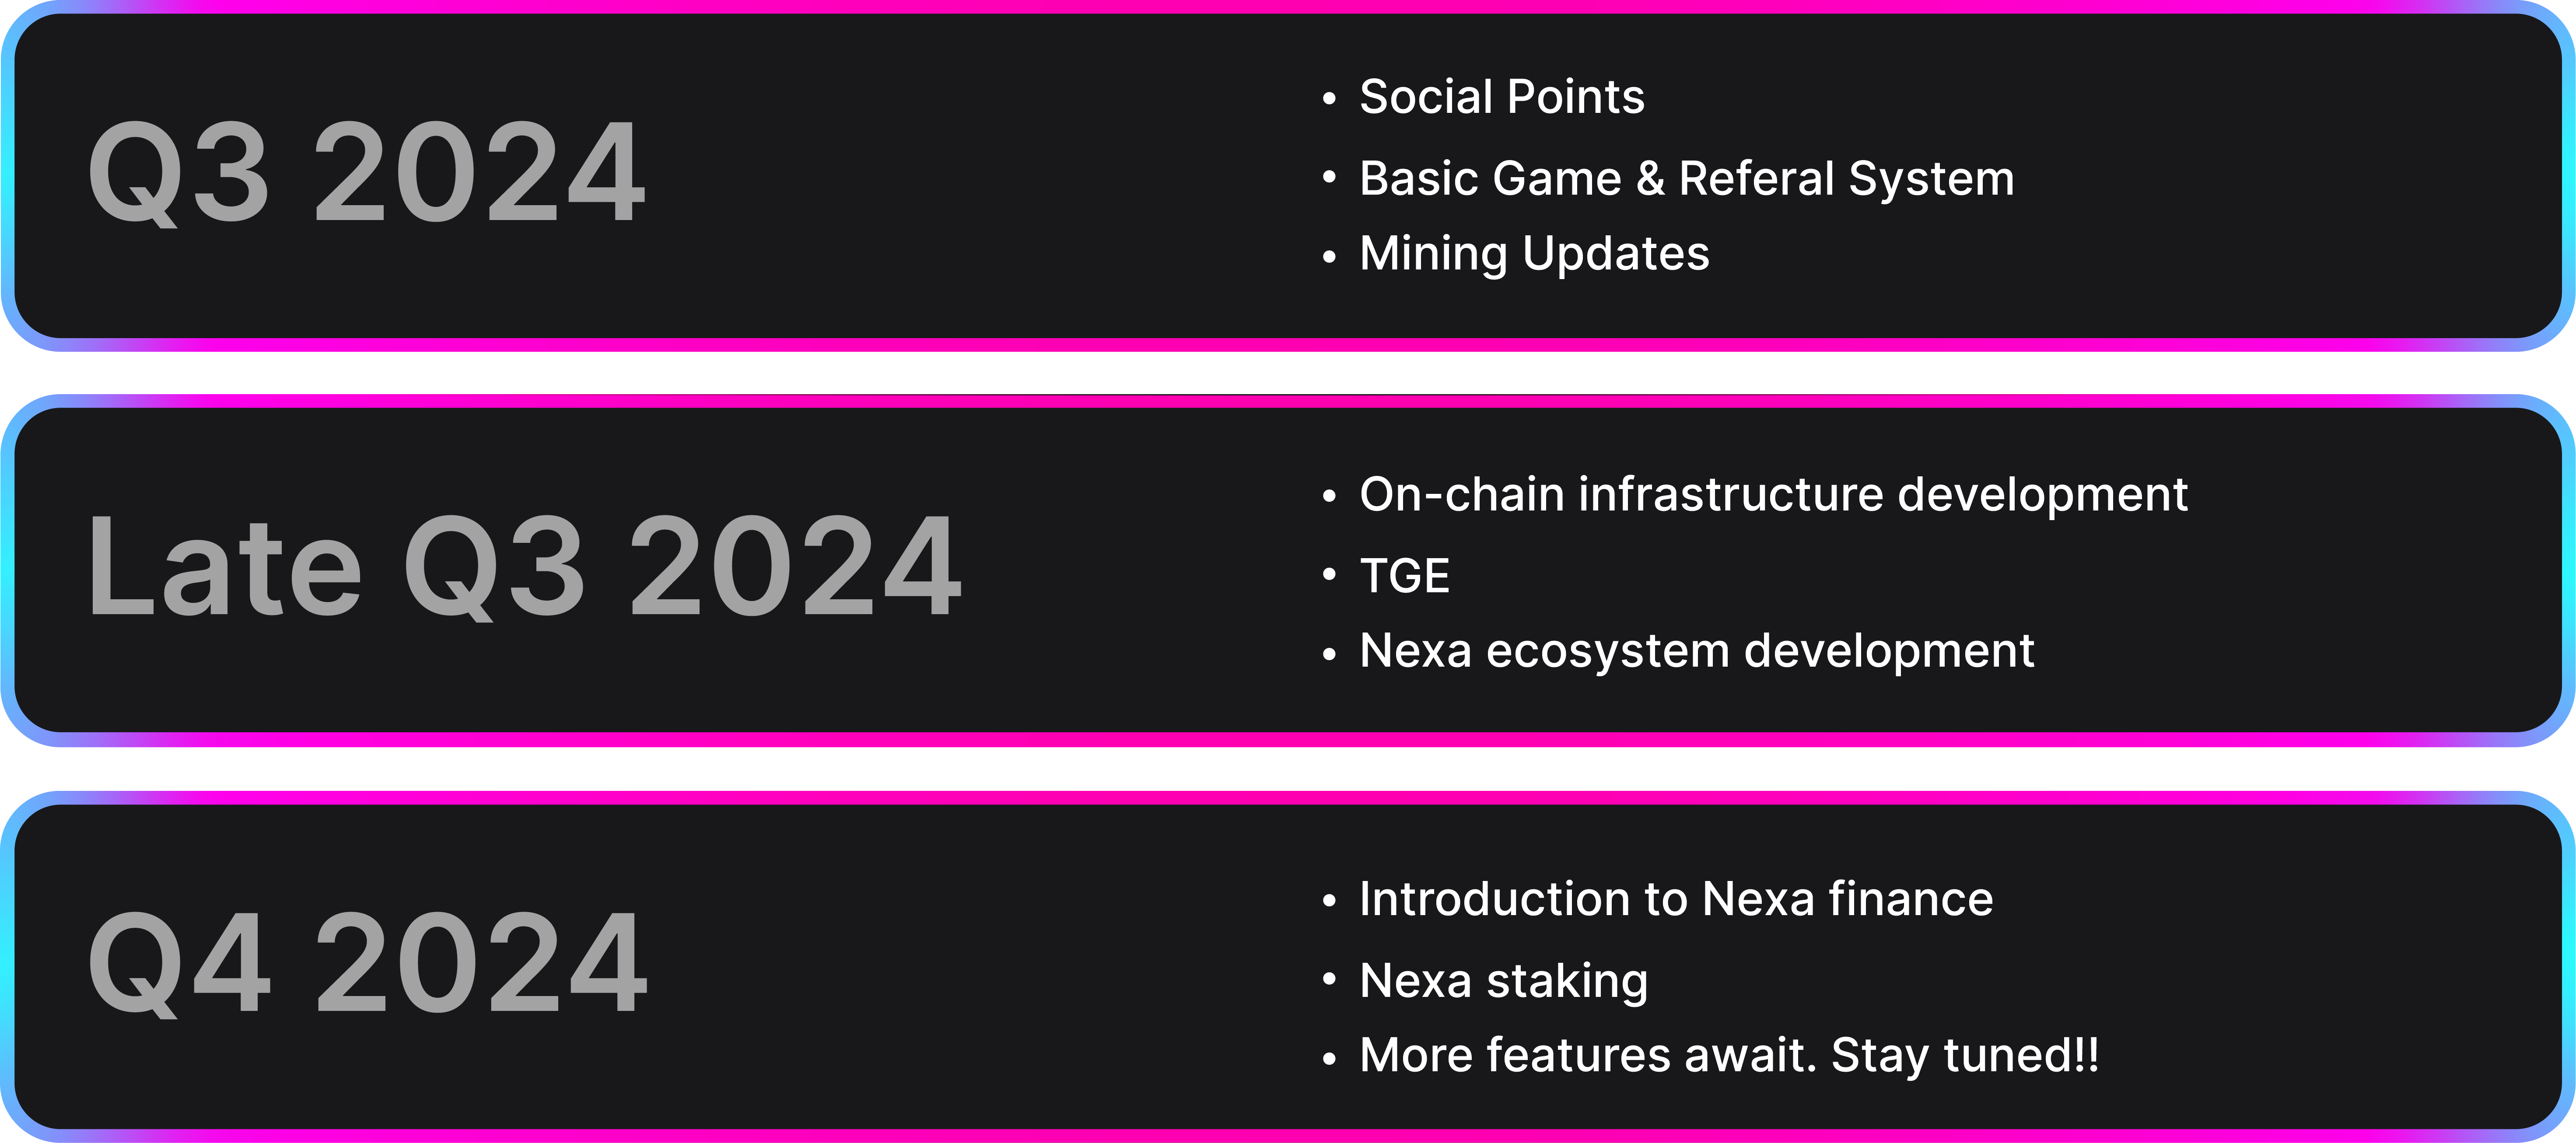 Q3 2024
• Social Points
• Basic Game & Referal System
• Mining Updates
Late Q3 2024
• On-chain infrastructure development
• TGE
• Nexa ecosystem development
Q4 2024
• Introduction to Nexa finance
• Nexa staking
• More features await. Stay tuned!!